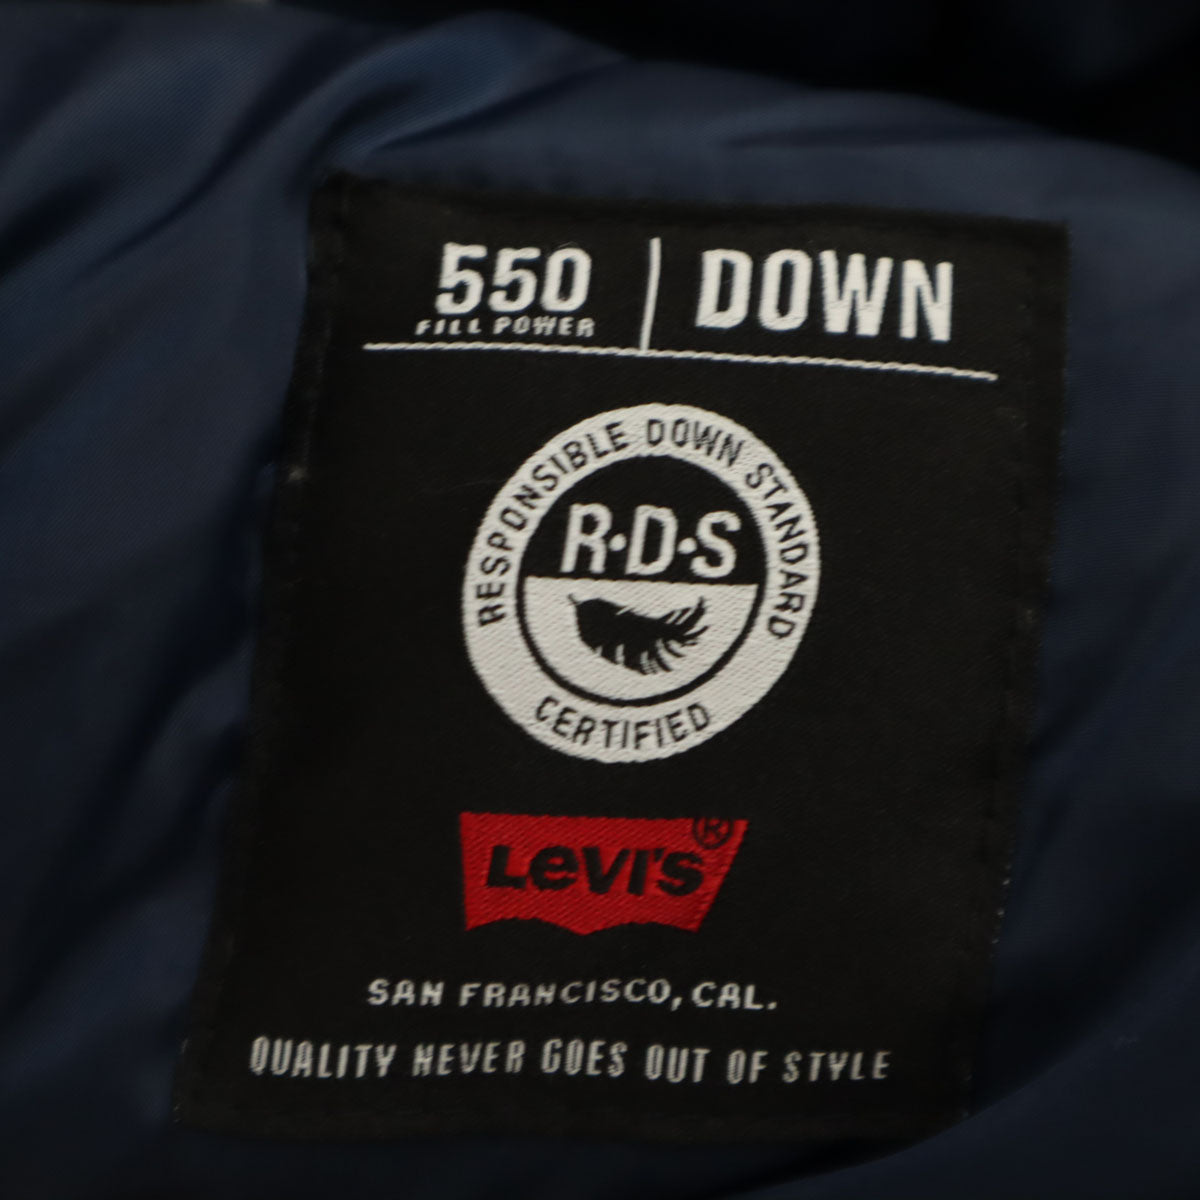 550 | DOWN
FILL POWER
RESPONSIBLE DOWN STANDARD
R·D·S
CERTIFIED
Levi's®
SAN FRANCISCO, CAL.
QUALITY NEVER GOES OUT OF STYLE